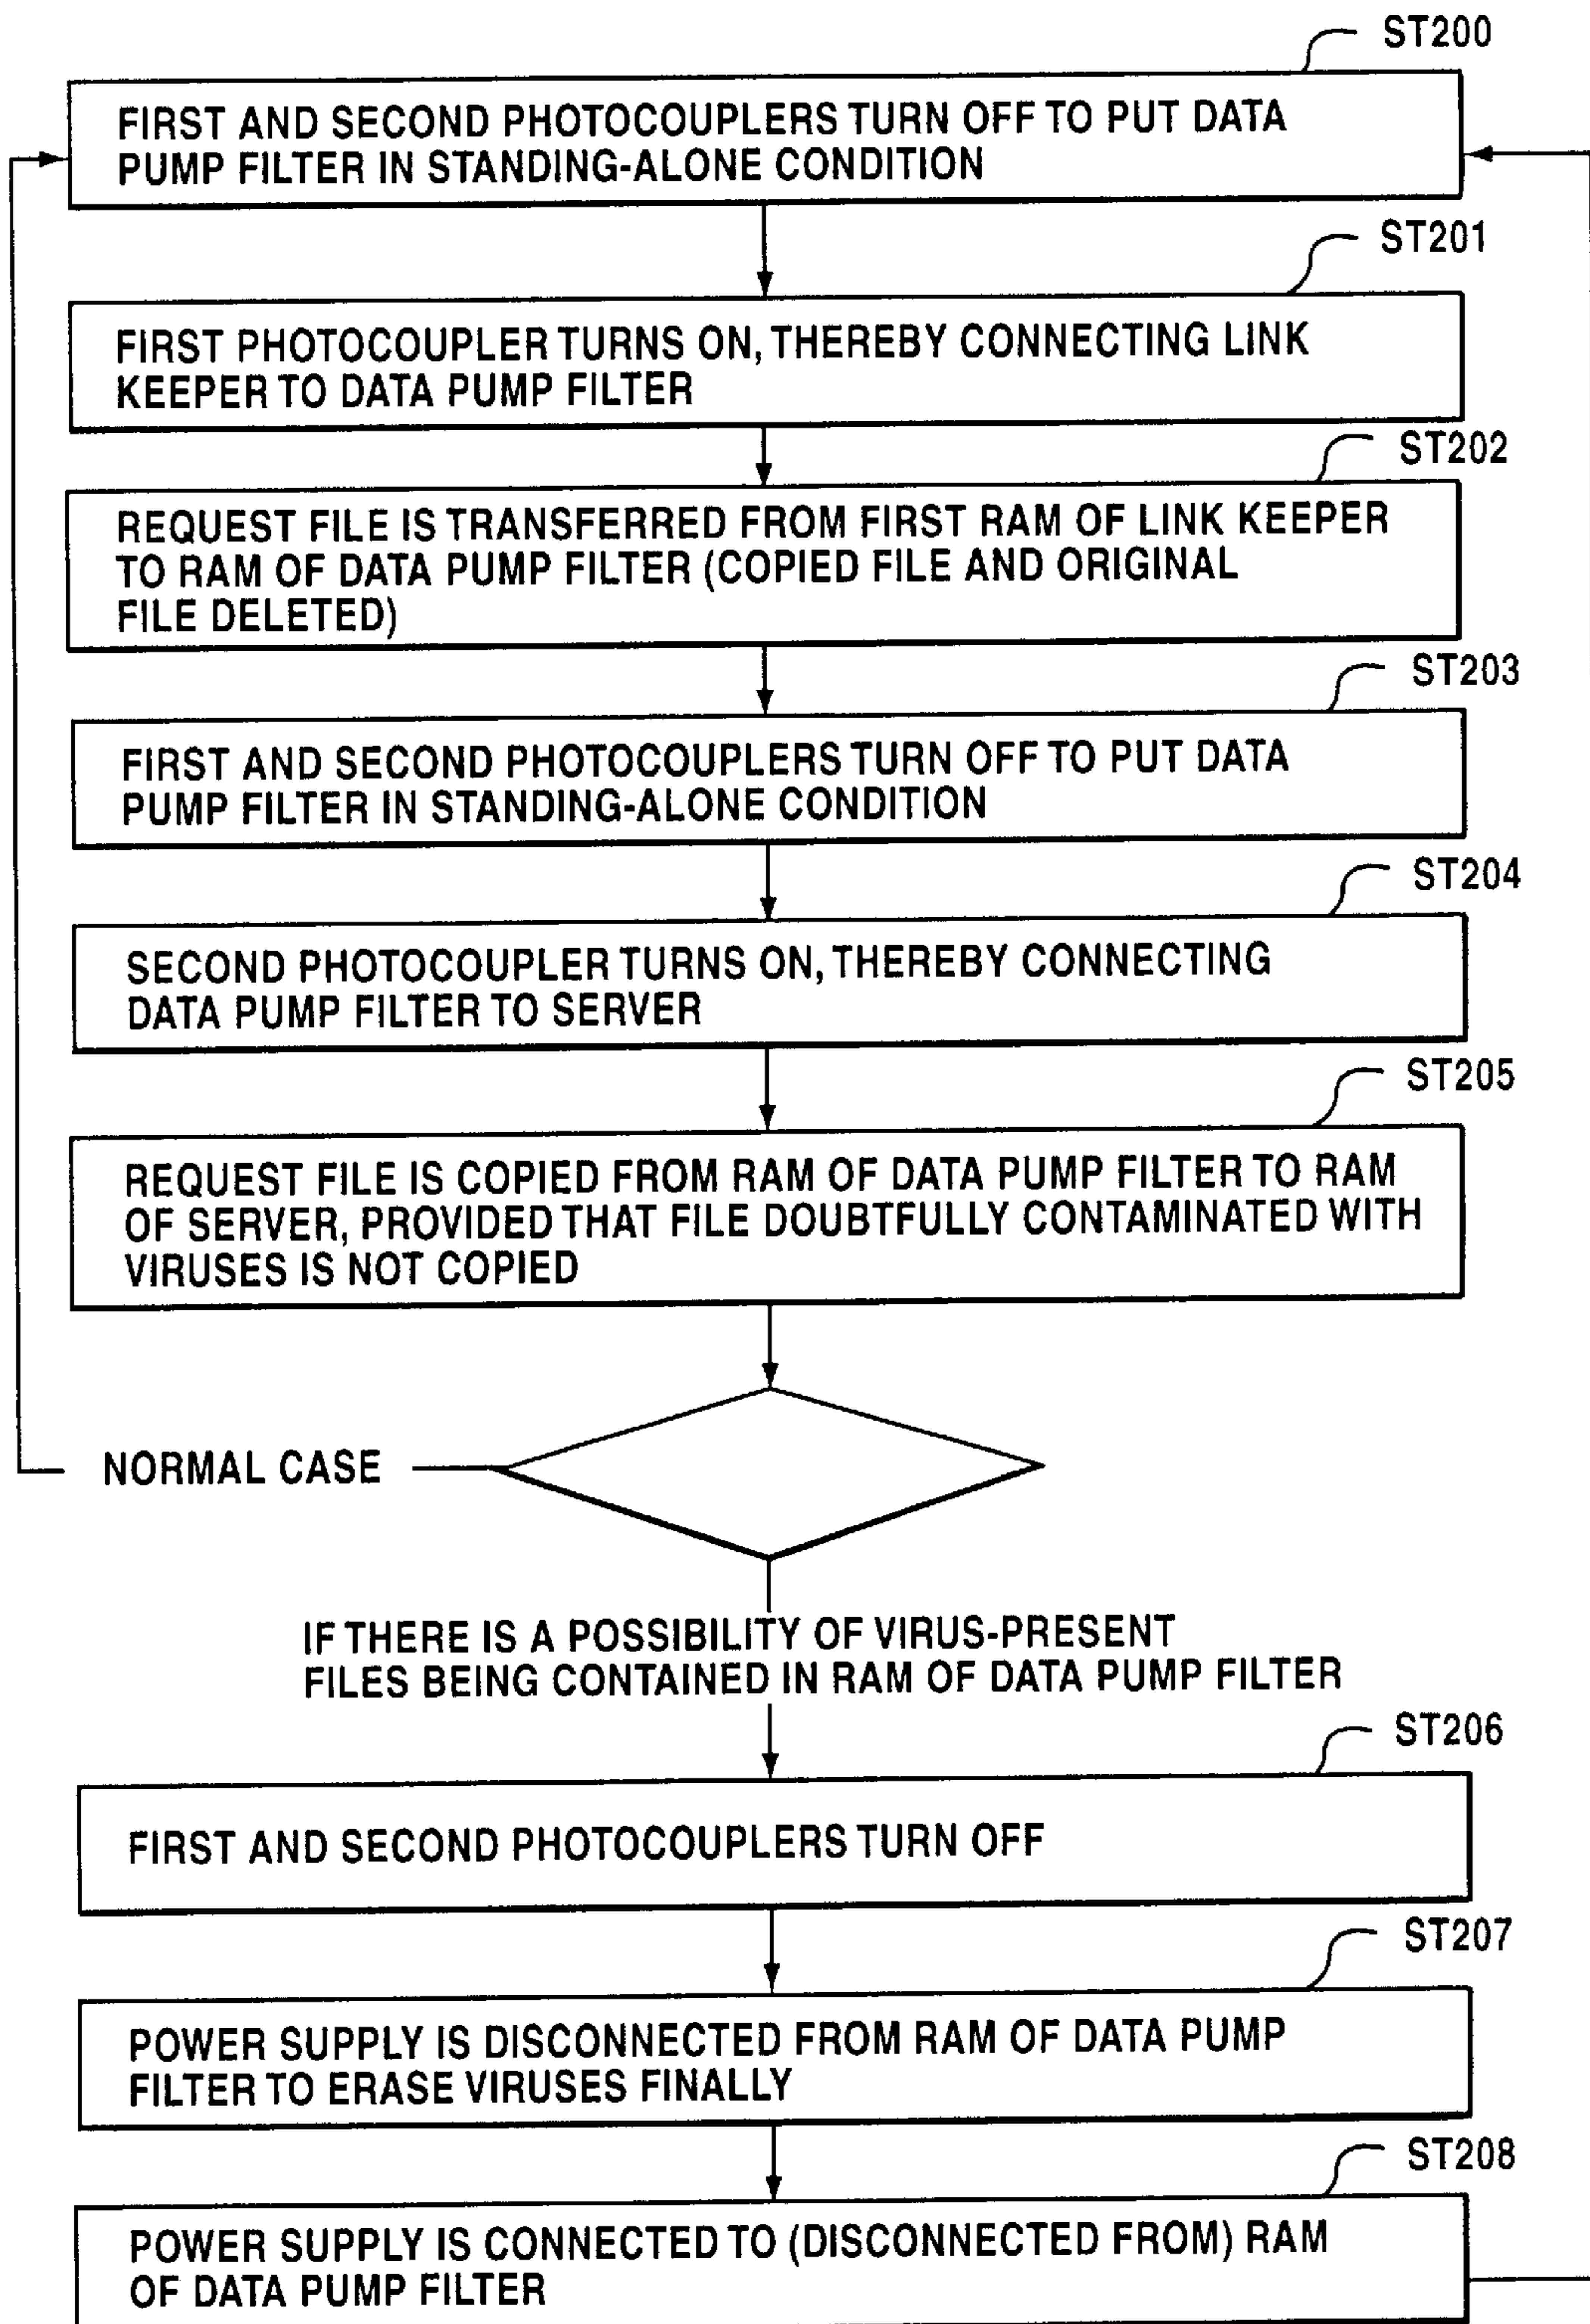 ST200
FIRST AND SECOND PHOTOCOUPLERS TURN OFF TO PUT DATA
PUMP FILTER IN STANDING-ALONE CONDITION
ST201
FIRST PHOTOCOUPLER TURNS ON, THEREBY CONNECTING LINK
KEEPER TO DATA PUMP FILTER
ST202
REQUEST FILE IS TRANSFERRED FROM FIRST RAM OF LINK KEEPER
TO RAM OF DATA PUMP FILTER (COPIED FILE AND ORIGINAL
FILE DELETED)
ST203
FIRST AND SECOND PHOTOCOUPLERS TURN OFF TO PUT DATA
PUMP FILTER IN STANDING-ALONE CONDITION
ST204
SECOND PHOTOCOUPLER TURNS ON, THEREBY CONNECTING
DATA PUMP FILTER TO SERVER
ST205
REQUEST FILE IS COPIED FROM RAM OF DATA PUMP FILTER TO RAM
OF SERVER, PROVIDED THAT FILE DOUBTFULLY CONTAMINATED WITH
VIRUSES IS NOT COPIED
NORMAL CASE
IF THERE IS A POSSIBILITY OF VIRUS-PRESENT
FILES BEING CONTAINED IN RAM OF DATA PUMP FILTER
ST206
FIRST AND SECOND PHOTOCOUPLERS TURN OFF
ST207
POWER SUPPLY IS DISCONNECTED FROM RAM OF DATA PUMP
FILTER TO ERASE VIRUSES FINALLY
ST208
POWER SUPPLY IS CONNECTED TO (DISCONNECTED FROM) RAM
OF DATA PUMP FILTER